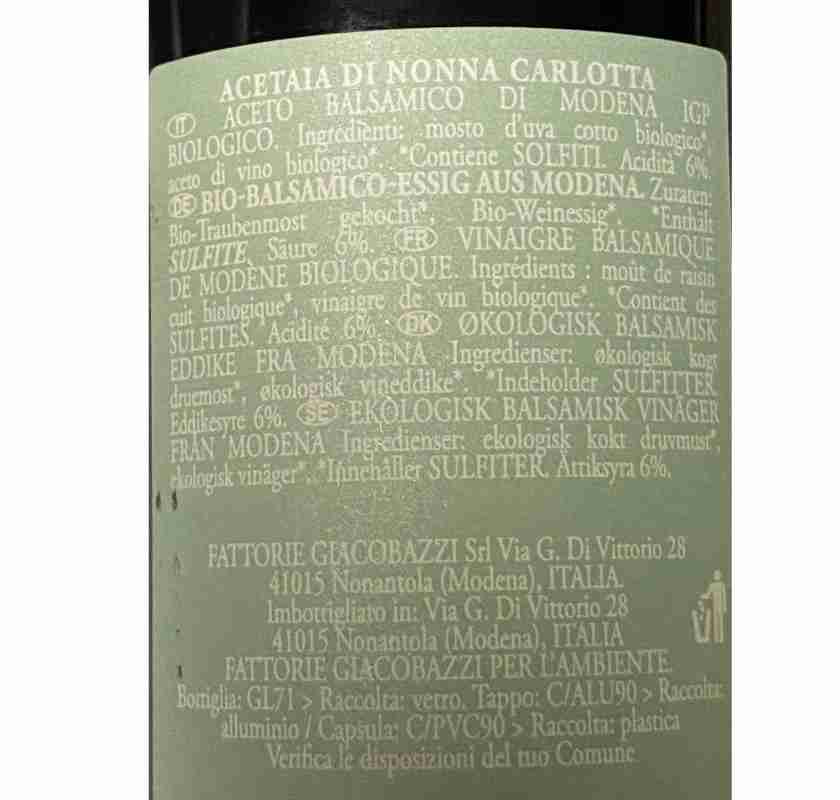 ACETAIA DI NONNA CARLOTTA
IT ACETO BALSAMICO DI MODENA IGP
BIOLOGICO. Ingredienti: mosto d'uva cotto biologico*,
aceto di vino biologico*. *Contiene SOLFITI. Acidità 6%.
DE BIO-BALSAMICO-ESSIG AUS MODENA. Zutaten:
Bio-Traubenmost gekocht*, Bio-Weinessig*. *Enthält
SULFITE. Säure 6%. FR VINAIGRE BALSAMIQUE
DE MODÈNE BIOLOGIQUE. Ingrédients : moût de raisin
cuit biologique*, vinaigre de vin biologique*. *Contient des
SULFITES. Acidité 6%. DK ØKOLOGISK BALSAMISK
EDDIKE FRA MODENA Ingredienser: økologisk kogt
druemost*, økologisk vineddike*. *Indeholder SULFITTER.
Eddikesyre 6%. SE EKOLOGISK BALSAMISK VINÄGER
FRÅN MODENA Ingredienser: ekologisk kokt druvmust*,
ekologisk vinäger*. *Innehåller SULFITER. Ättiksyra 6%.
FATTORIE GIACOBAZZI Srl Via G. Di Vittorio 28
41015 Nonantola (Modena), ITALIA.
Imbottigliato in: Via G. Di Vittorio 28
41015 Nonantola (Modena), ITALIA
FATTORIE GIACOBAZZI PER L'AMBIENTE.
Bottiglia: GL71 > Raccolta: vetro. Tappo: C/ALU90 > Raccolta:
alluminio / Capsula: C/PVC90 > Raccolta: plastica
Verifica le disposizioni del tuo Comune